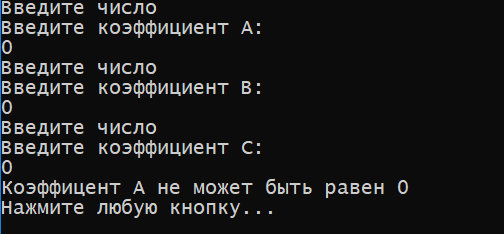 Введите число
Введите коэффициент А:
0
Введите число
Введите коэффициент В:
0
Введите число
Введите коэффициент С:
0
Коэффицент А не может быть равен 0
Нажмите любую кнопку...